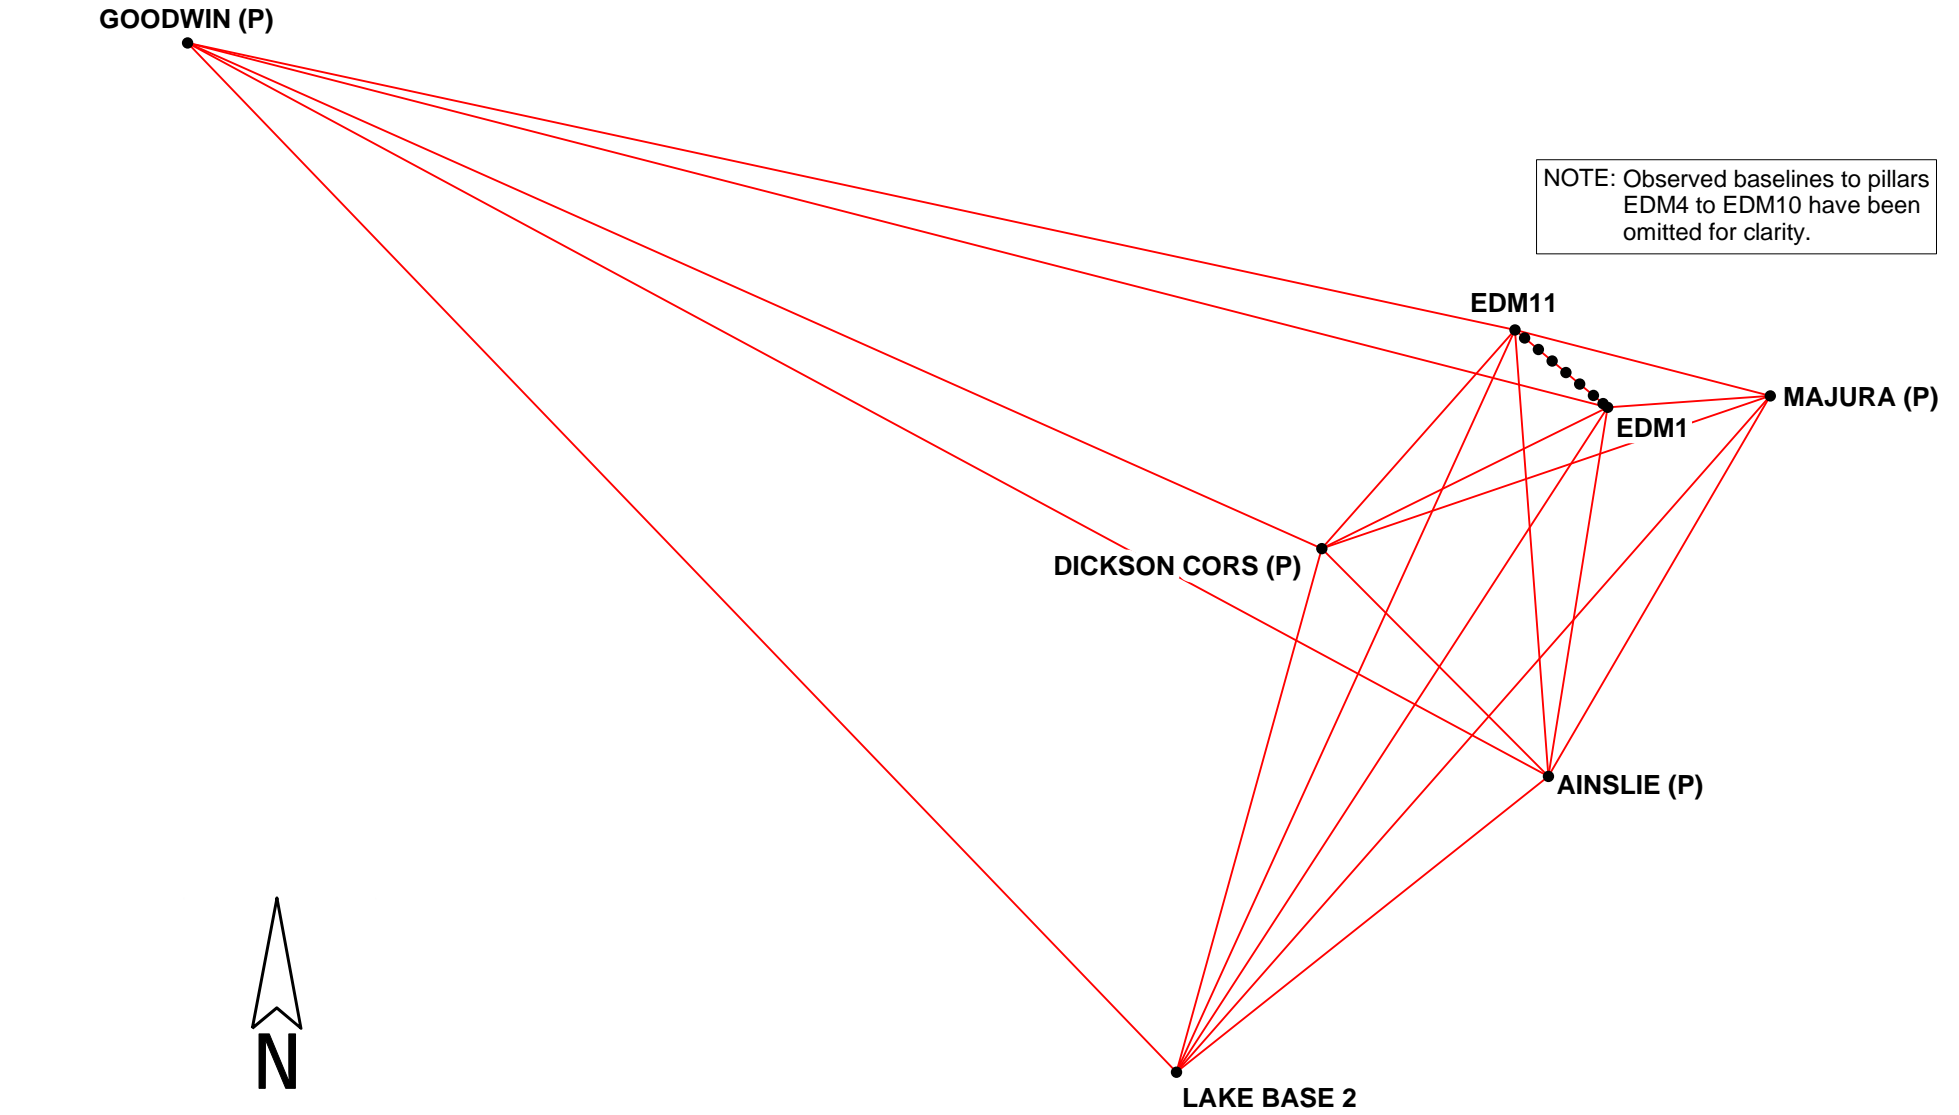 GOODWIN (P)
NOTE: Observed baselines to pillars
EDM4 to EDM10 have been
omitted for clarity.
EDM11
MAJURA (P)
EDM1
DICKSON CORS (P)
AINSLIE (P)
N
LAKE BASE 2